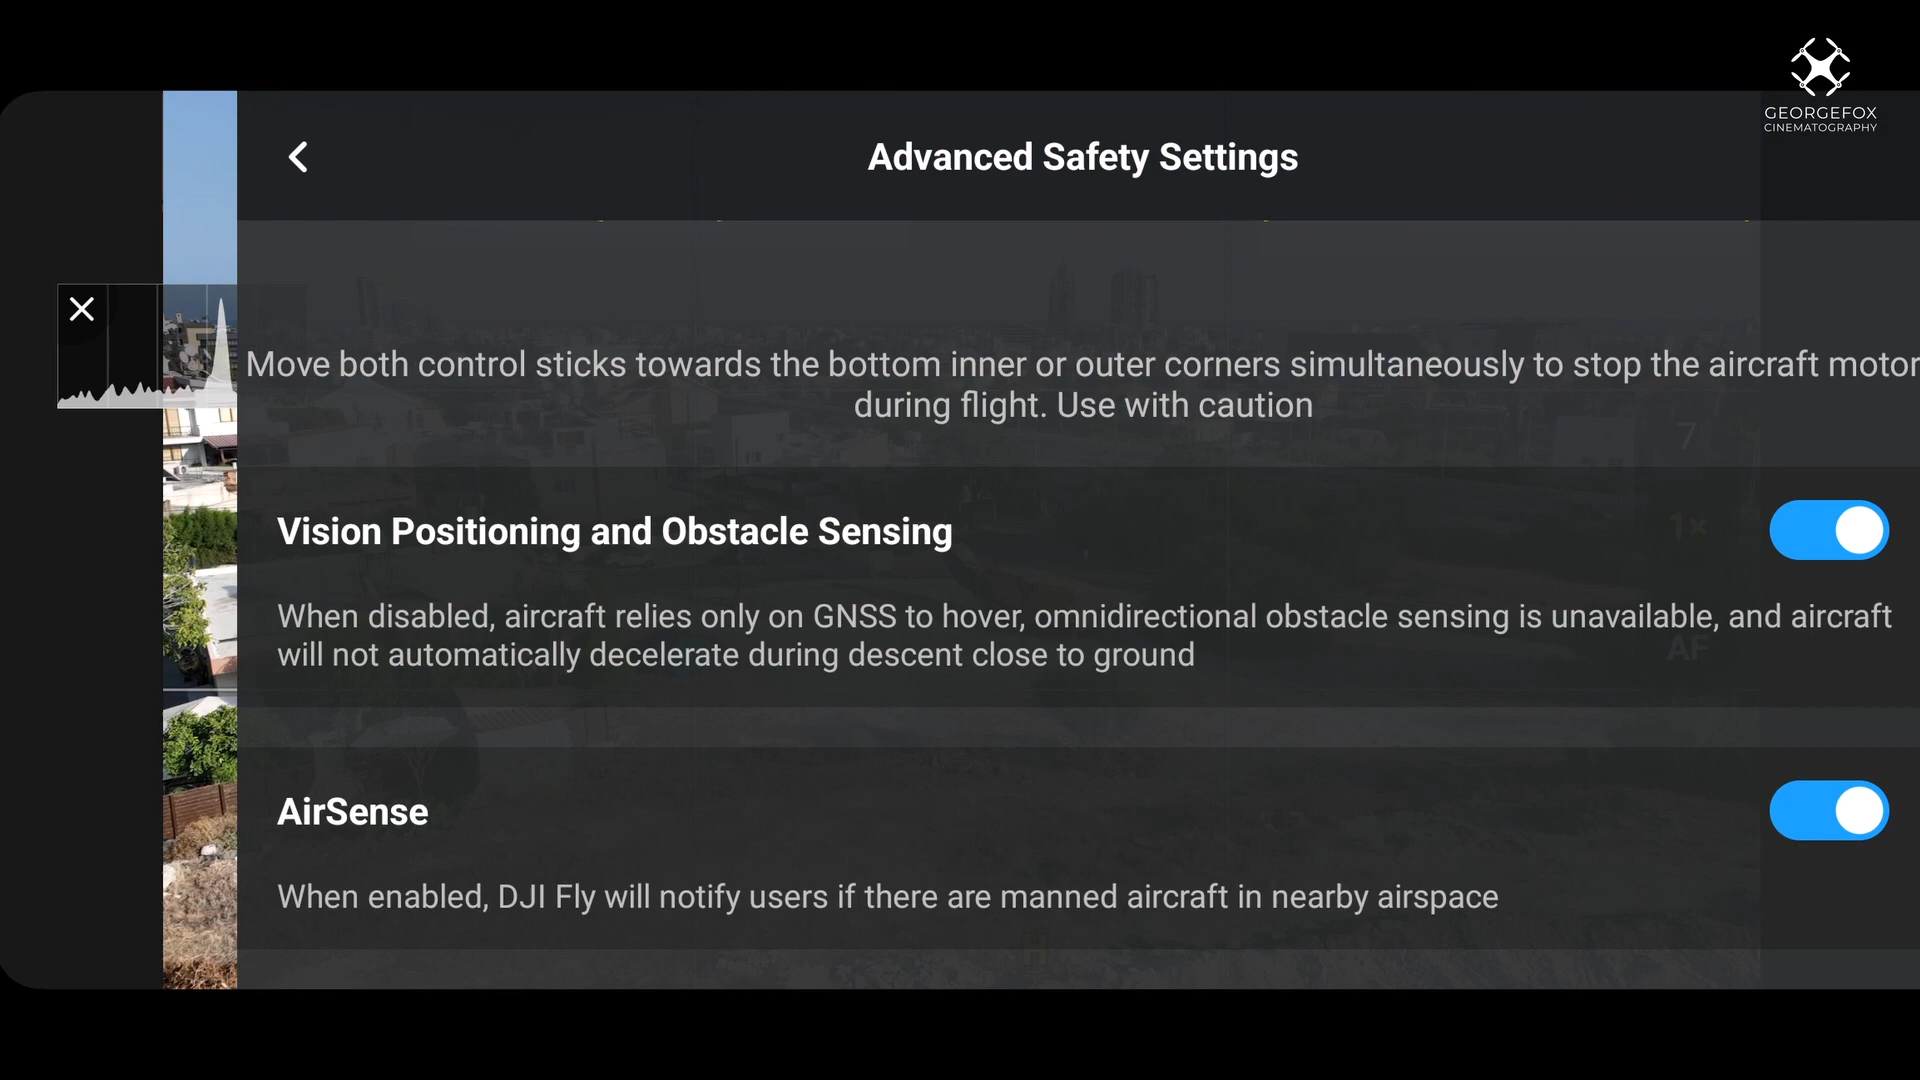 GEORGEFOX
CINEMATOGRAPHY
Advanced Safety Settings
Move both control sticks towards the bottom inner or outer corners simultaneously to stop the aircraft motor
during flight. Use with caution
7
Vision Positioning and Obstacle Sensing
1×
When disabled, aircraft relies only on GNSS to hover, omnidirectional obstacle sensing is unavailable, and aircraft
will not automatically decelerate during descent close to ground
AF
AirSense
When enabled, DJI Fly will notify users if there are manned aircraft in nearby airspace